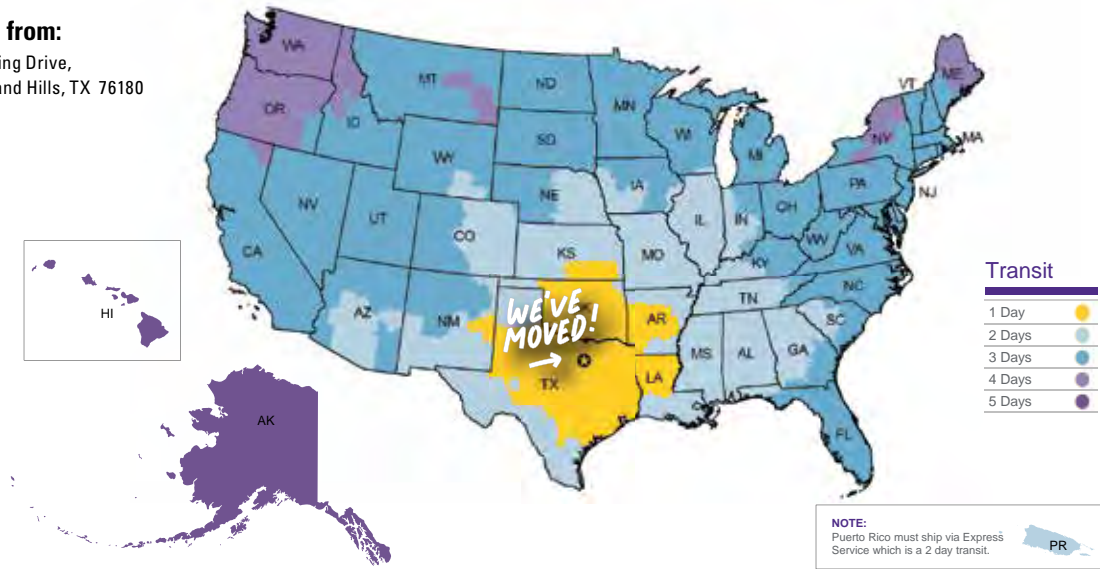 from:
ing Drive,
and Hills, TX 76180
WA
OR
ID
MT
ND
MN
SD
WY
WI
MI
VT
ME
NY
MA
NV
UT
CO
NE
IA
IL
IN
OH
PA
NJ
CA
KS
MO
KY
WV
VA
AZ
NM
TX
AR
TN
NC
SC
LA
MS
AL
GA
FL
WE'VE
MOVED!
HI
AK
Transit
1 Day
2 Days
3 Days
4 Days
5 Days
NOTE:
Puerto Rico must ship via Express
Service which is a 2 day transit.
PR